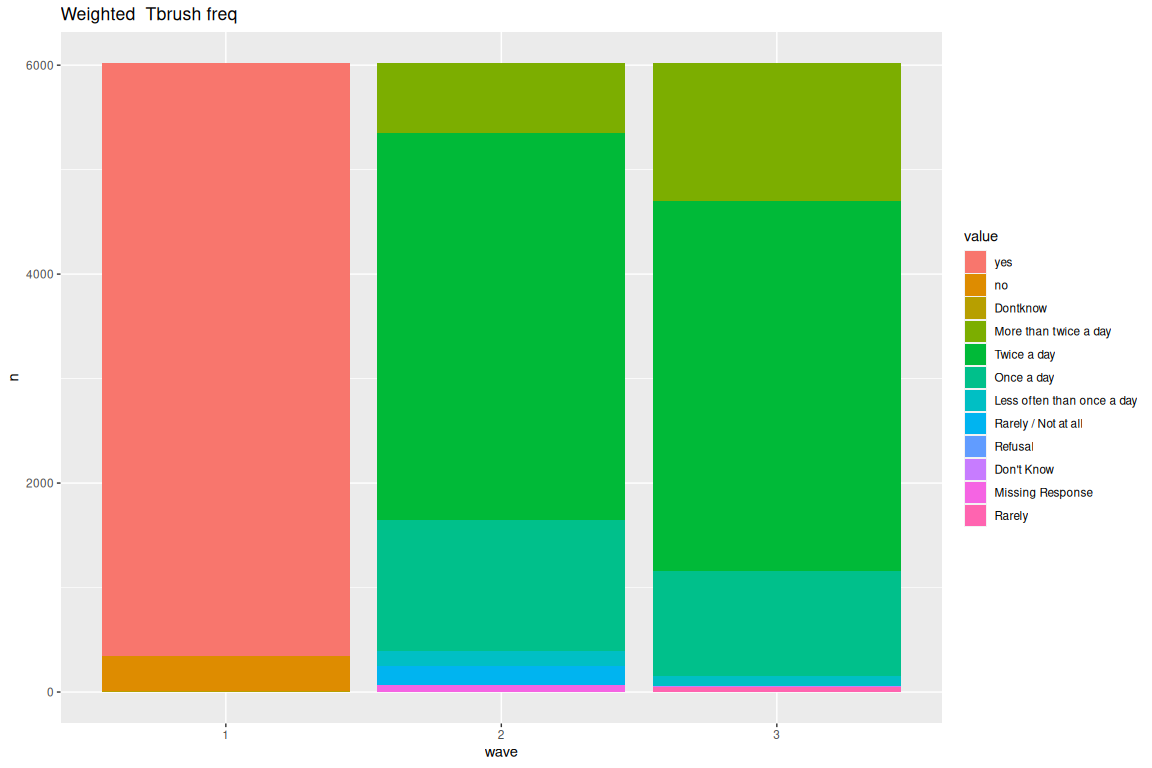 Weighted  Tbrush freq
6000
4000
2000
0
n
1
2
3
wave
value
yes
no
Dontknow
More than twice a day
Twice a day
Once a day
Less often than once a day
Rarely / Not at all
Refusal
Don't Know
Missing Response
Rarely